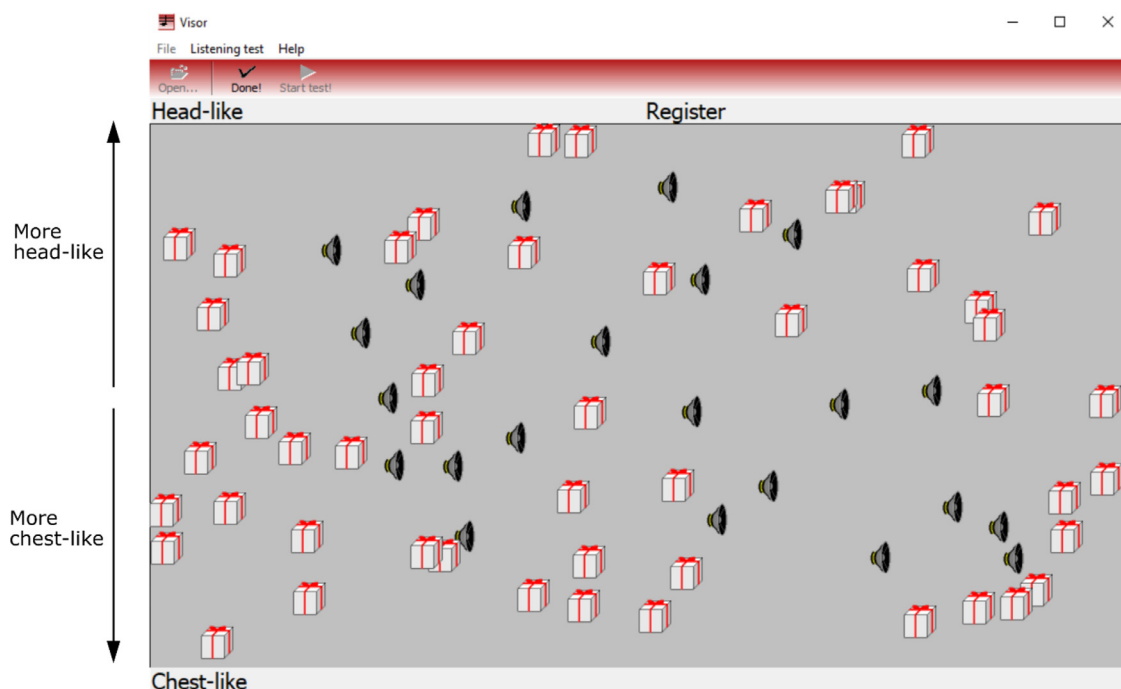 Visor
File Listening test Help
Open... Done! Start test!
Head-like Register
More
head-like
More
chest-like
Chest-like